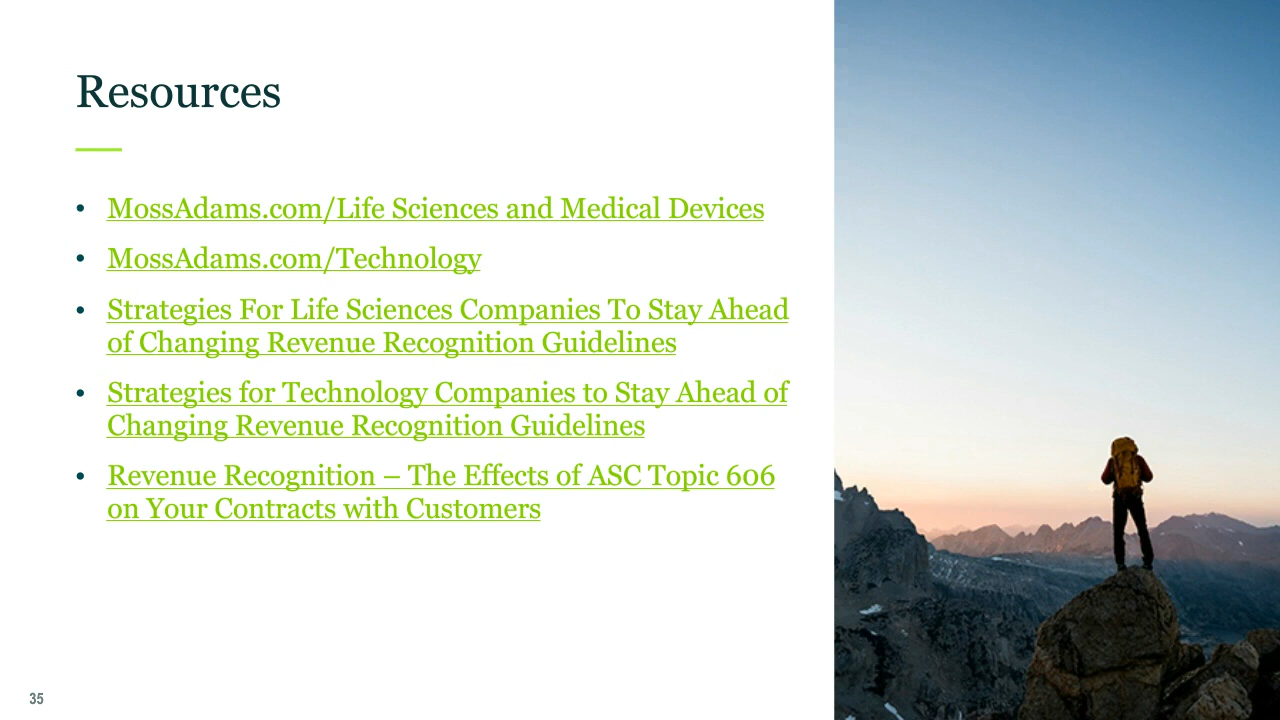 Resources
• MossAdams.com/Life Sciences and Medical Devices
• MossAdams.com/Technology
• Strategies For Life Sciences Companies To Stay Ahead
of Changing Revenue Recognition Guidelines
• Strategies for Technology Companies to Stay Ahead of
Changing Revenue Recognition Guidelines
• Revenue Recognition – The Effects of ASC Topic 606
on Your Contracts with Customers
35